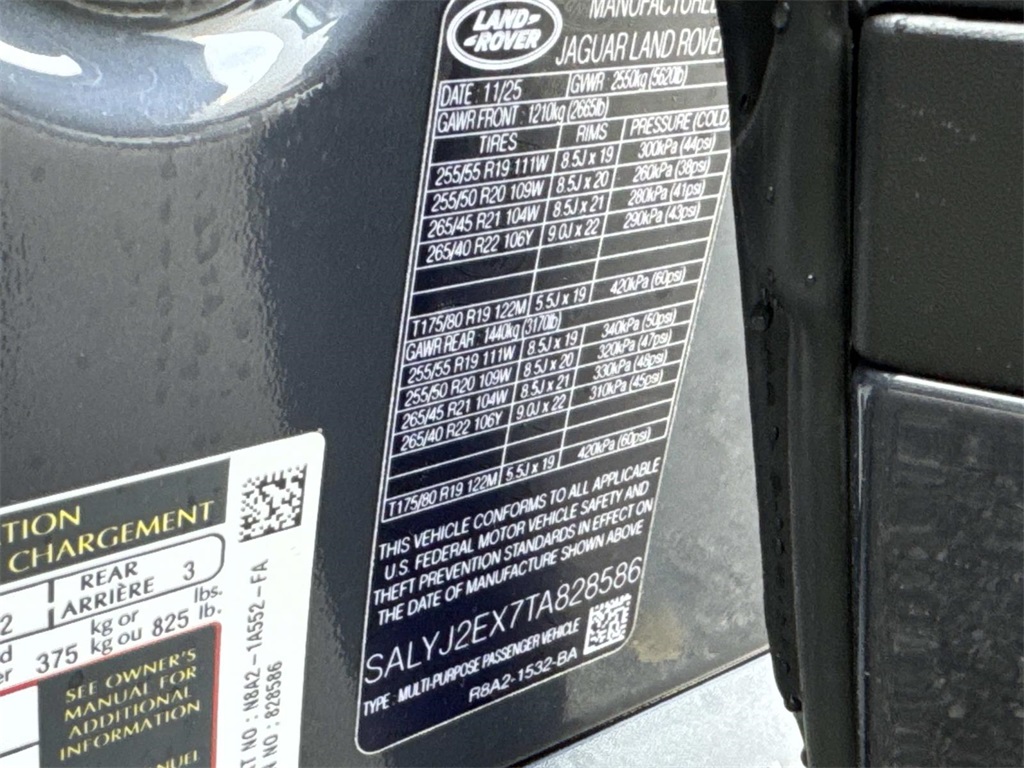 LAND-
-ROVER
MANUFACTURED
JAGUAR LAND ROVER
DATE: 11/25 GVWR: 2550kg (5620lb)
GAWR FRONT: 1210kg (2665lb)
TIRES RIMS PRESSURE (COLD
255/55 R19 111W 8.5J x 19 300kPa (44psi)
255/50 R20 109W 8.5J x 20 260kPa (38psi)
265/45 R21 104W 8.5J x 21 280kPa (41psi)
265/40 R22 106Y 9.0J x 22 290kPa (43psi)
T175/80 R19 122M 5.5J x 19 420kPa (60psi)
GAWR REAR: 1440kg (3170lb)
255/55 R19 111W 8.5J x 19 340kPa (50psi)
255/50 R20 109W 8.5J x 20 320kPa (47psi)
265/45 R21 104W 8.5J x 21 330kPa (48psi)
265/40 R22 106Y 9.0J x 22 310kPa (45psi)
T175/80 R19 122M 5.5J x 19 420kPa (60psi)
THIS VEHICLE CONFORMS TO ALL APPLICABLE
U.S. FEDERAL MOTOR VEHICLE SAFETY AND
THEFT PREVENTION STANDARDS IN EFFECT ON
THE DATE OF MANUFACTURE SHOWN ABOVE
SALYJ2EX7TA828586
TYPE: MULTI-PURPOSE PASSENGER VEHICLE
R8A2-1532-BA
TION
CHARGEMENT
2 REAR
ARRIÈRE 3
375 kg or
kg ou 825 lbs.
lb.
SEE OWNER'S
MANUAL FOR
ADDITIONAL
INFORMATION
NUEL
T NO: N8A2-1A552-FA
N NO: 828586